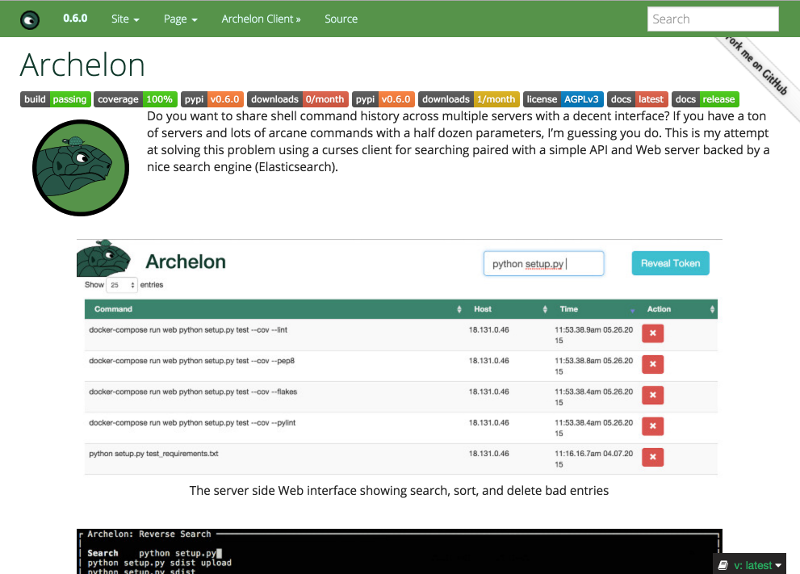 0.6.0 Site Page Archelon Client » Source Search
Fork me on GitHub
Archelon
build passing coverage 100% pypi v0.6.0 downloads 0/month pypi v0.6.0 downloads 1/month license AGPLv3 docs latest docs release
Do you want to share shell command history across multiple servers with a decent interface? If you have a ton
of servers and lots of arcane commands with a half dozen parameters, I'm guessing you do. This is my attempt
at solving this problem using a curses client for searching paired with a simple API and Web server backed by a
nice search engine (Elasticsearch).
Archelon python setup.py Reveal Token
Show 25 entries
Command Host Time Action
docker-compose run web python setup.py test --cov --lint 18.131.0.46 11:53.38.9am 05.26.20
15
docker-compose run web python setup.py test --cov --pep8 18.131.0.46 11:53.38.8am 05.26.20
15
docker-compose run web python setup.py test --cov --flakes 18.131.0.46 11:53.38.4am 05.26.20
15
docker-compose run web python setup.py test --cov --pylint 18.131.0.46 11:53.38.4am 05.26.20
15
python setup.py test_requirements.txt 18.131.0.46 11:16.16.7am 04.07.20
15
The server side Web interface showing search, sort, and delete bad entries
Archelon: Reverse Search
Search python setup.py
python setup.py sdist upload
python setup.py sdist
v: latest